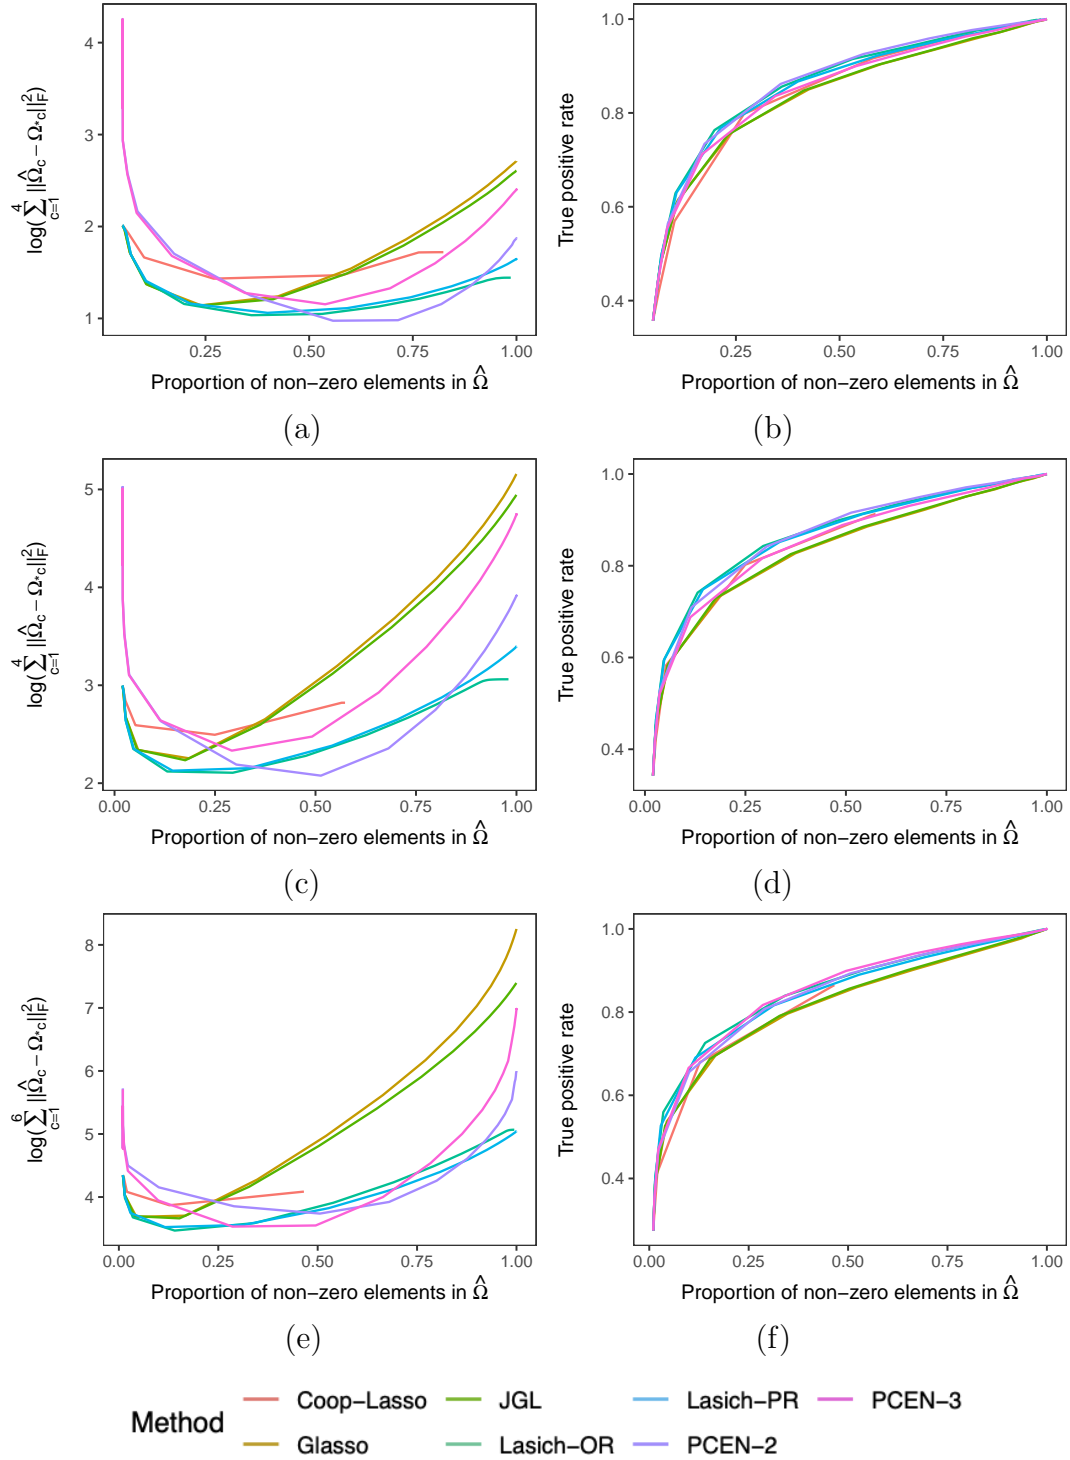 4
3
2
1
0.25 0.50 0.75 1.00
log(∑_{c=1}^{4} ||Ω̂_c − Ω_{*c}||_F^2)
Proportion of non−zero elements in Ω̂
(a)
1.0
0.8
0.6
0.4
0.25 0.50 0.75 1.00
True positive rate
Proportion of non−zero elements in Ω̂
(b)
5
4
3
2
0.00 0.25 0.50 0.75 1.00
log(∑_{c=1}^{4} ||Ω̂_c − Ω_{*c}||_F^2)
Proportion of non−zero elements in Ω̂
(c)
1.0
0.8
0.6
0.4
0.00 0.25 0.50 0.75 1.00
True positive rate
Proportion of non−zero elements in Ω̂
(d)
8
7
6
5
4
0.00 0.25 0.50 0.75 1.00
log(∑_{c=1}^{6} ||Ω̂_c − Ω_{*c}||_F^2)
Proportion of non−zero elements in Ω̂
(e)
1.0
0.8
0.6
0.4
0.00 0.25 0.50 0.75 1.00
True positive rate
Proportion of non−zero elements in Ω̂
(f)
Method
Coop−Lasso JGL Lasich−PR PCEN−3
Glasso Lasich−OR PCEN−2